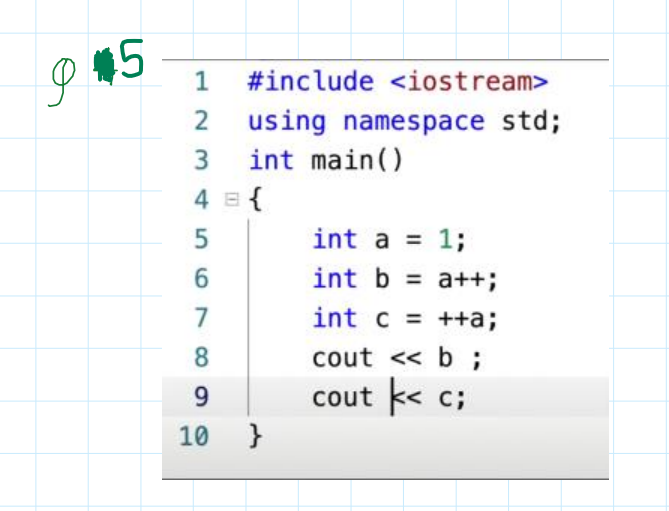 φ #5
1 #include <iostream>
2 using namespace std;
3 int main()
4 {
5 int a = 1;
6 int b = a++;
7 int c = ++a;
8 cout << b ;
9 cout << c;
10 }